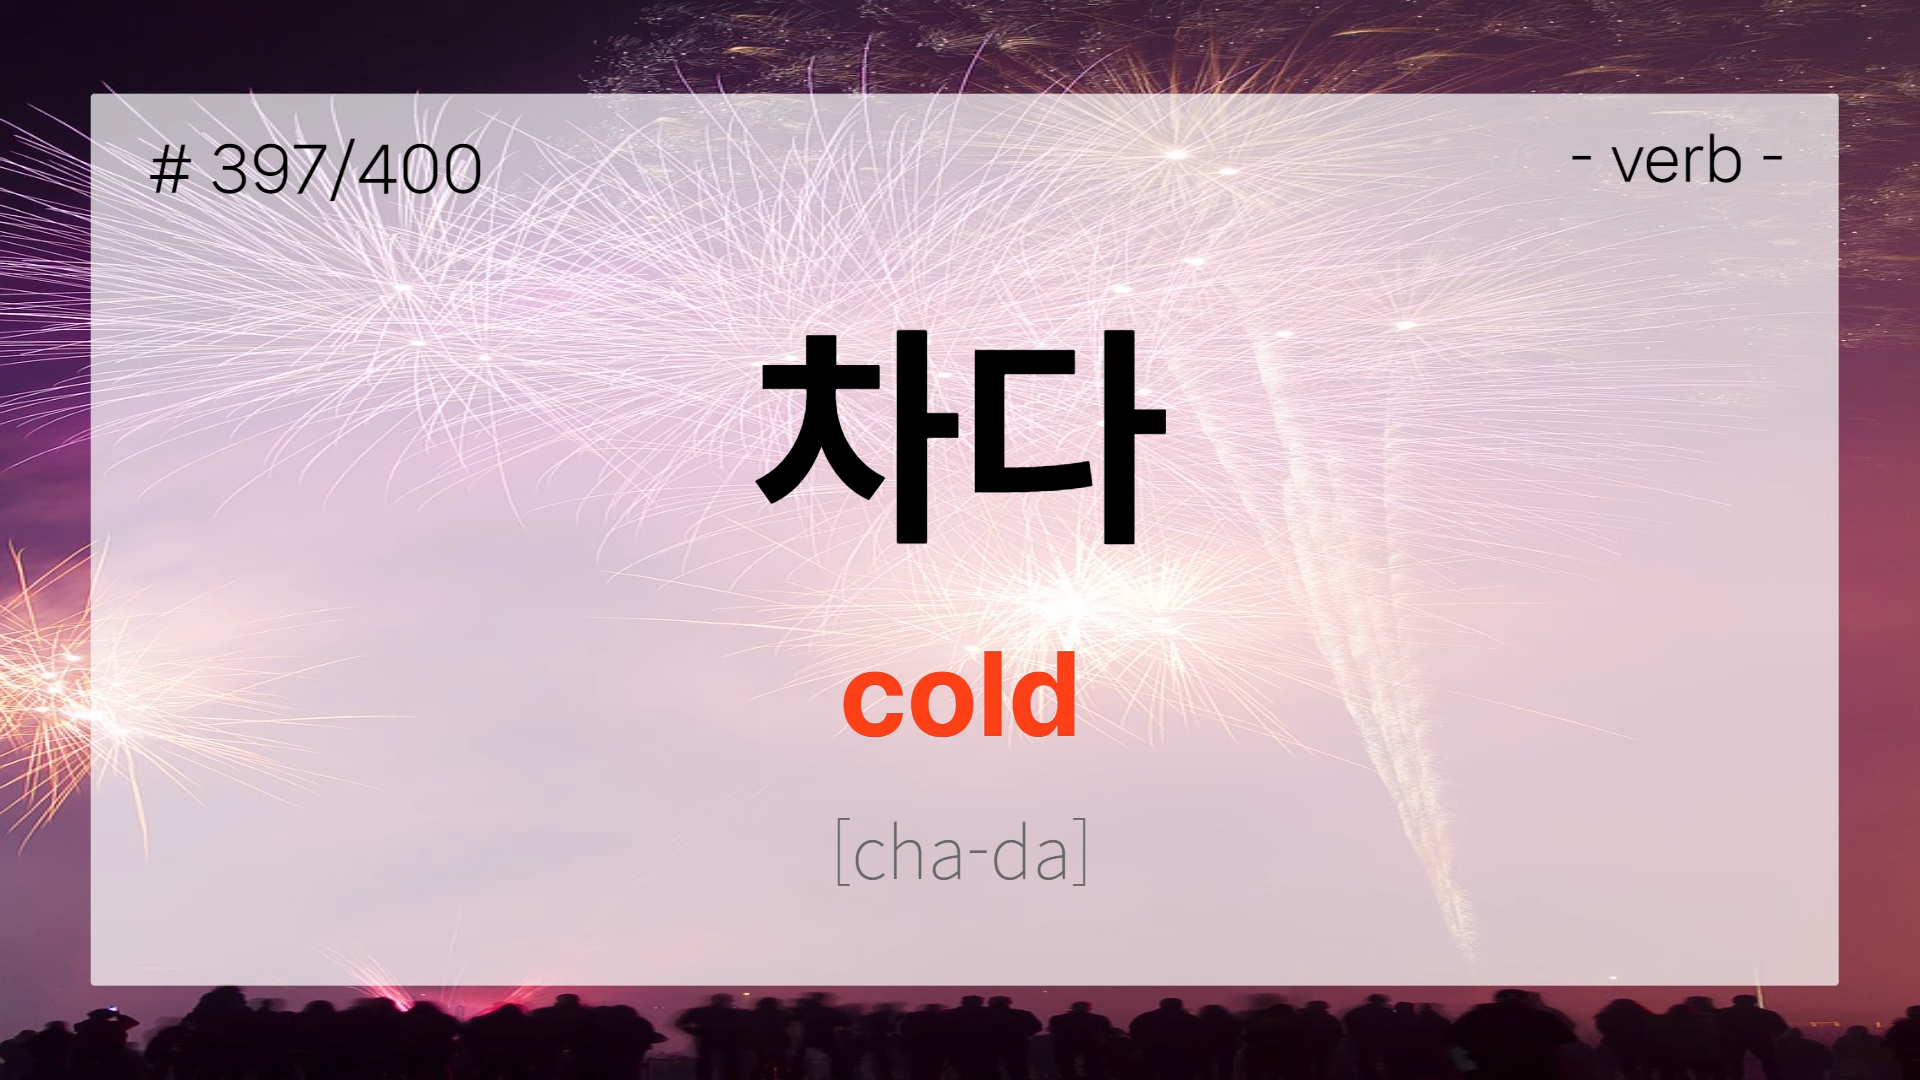 # 397/400
- verb -
차다
cold
[cha-da]